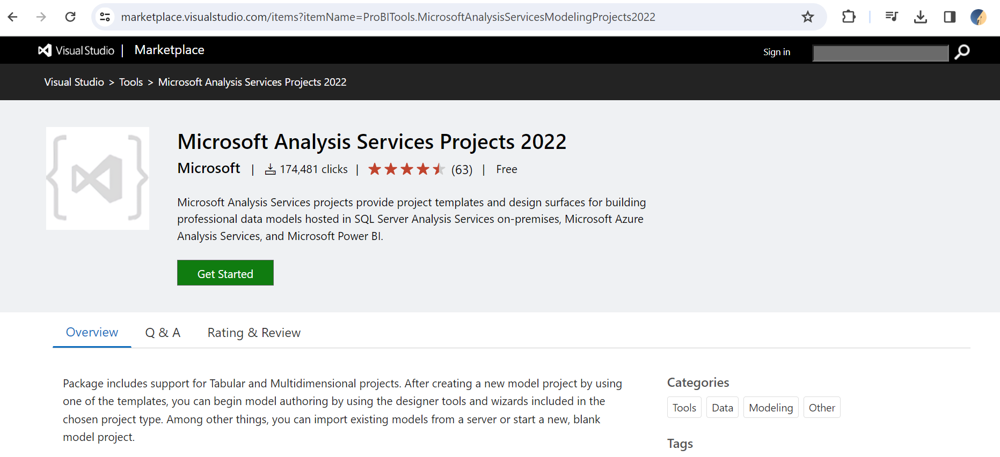 marketplace.visualstudio.com/items?itemName=ProBITools.MicrosoftAnalysisServicesModelingProjects2022
Visual Studio | Marketplace
Sign in
Visual Studio > Tools > Microsoft Analysis Services Projects 2022
Microsoft Analysis Services Projects 2022
Microsoft | 174,481 clicks | (63) | Free
Microsoft Analysis Services projects provide project templates and design surfaces for building
professional data models hosted in SQL Server Analysis Services on-premises, Microsoft Azure
Analysis Services, and Microsoft Power BI.
Get Started
Overview Q & A Rating & Review
Package includes support for Tabular and Multidimensional projects. After creating a new model project by using
one of the templates, you can begin model authoring by using the designer tools and wizards included in the
chosen project type. Among other things, you can import existing models from a server or start a new, blank
model project.
Categories
Tools Data Modeling Other
Tags